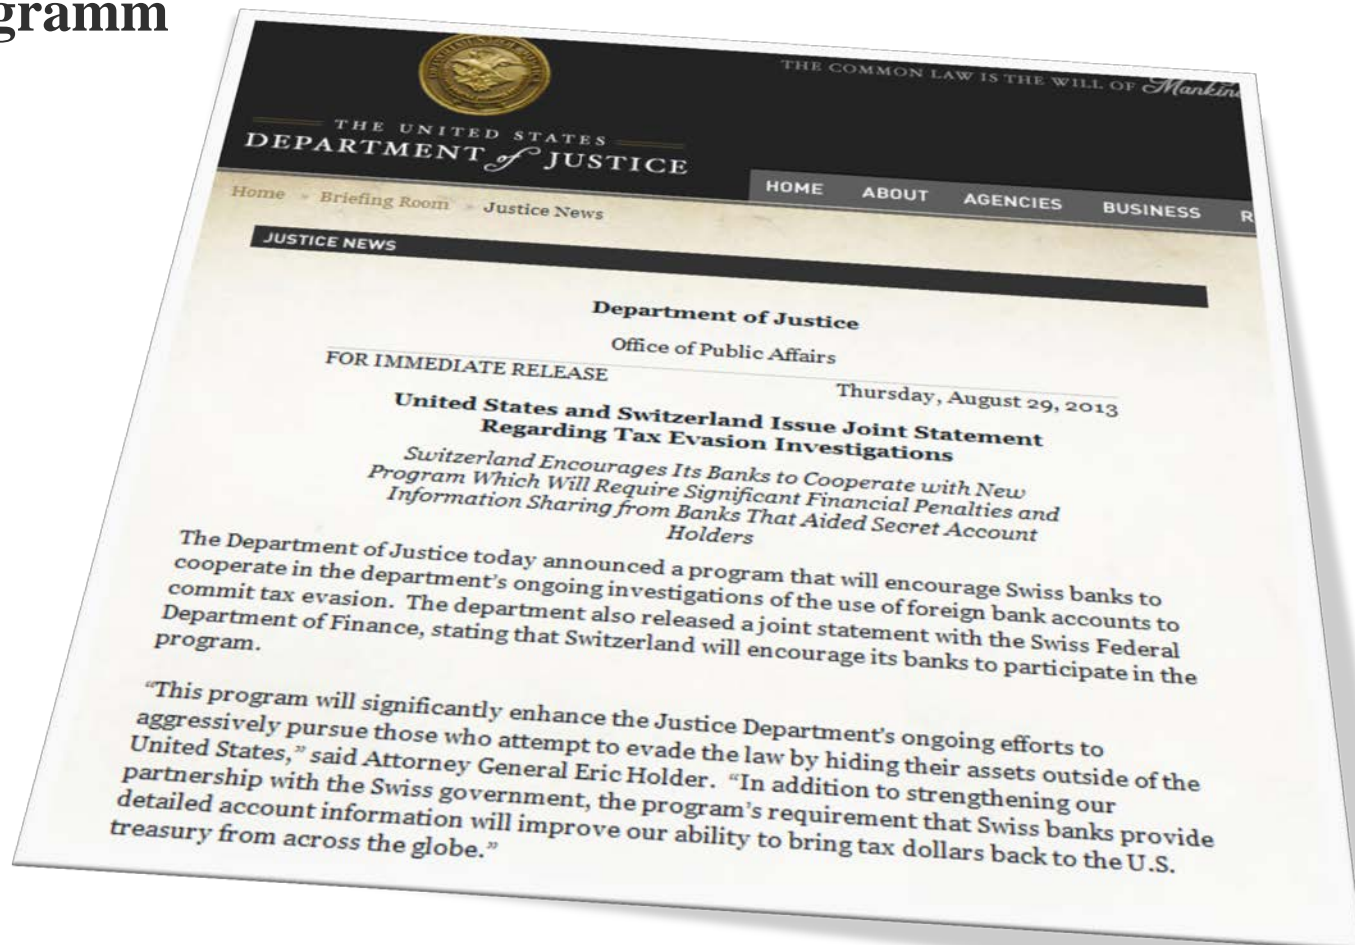 gramm
THE COMMON LAW IS THE WILL OF Mankin
THE UNITED STATES
DEPARTMENT of JUSTICE
HOME ABOUT AGENCIES BUSINESS R
Home » Briefing Room » Justice News
JUSTICE NEWS
Department of Justice
Office of Public Affairs
FOR IMMEDIATE RELEASE
Thursday, August 29, 2013
United States and Switzerland Issue Joint Statement
Regarding Tax Evasion Investigations
Switzerland Encourages Its Banks to Cooperate with New
Program Which Will Require Significant Financial Penalties and
Information Sharing from Banks That Aided Secret Account
Holders
The Department of Justice today announced a program that will encourage Swiss banks to
cooperate in the department’s ongoing investigations of the use of foreign bank accounts to
commit tax evasion.  The department also released a joint statement with the Swiss Federal
Department of Finance, stating that Switzerland will encourage its banks to participate in the
program.
“This program will significantly enhance the Justice Department’s ongoing efforts to
aggressively pursue those who attempt to evade the law by hiding their assets outside of the
United States,” said Attorney General Eric Holder.  “In addition to strengthening our
partnership with the Swiss government, the program’s requirement that Swiss banks provide
detailed account information will improve our ability to bring tax dollars back to the U.S.
treasury from across the globe.”